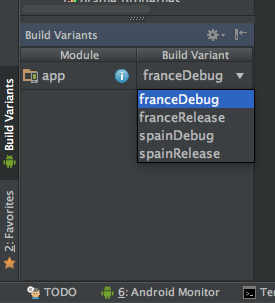 Build Variants
Module Build Variant
app franceDebug
franceDebug
franceRelease
spainDebug
spainRelease
Build Variants
2: Favorites
TODO 6: Android Monitor